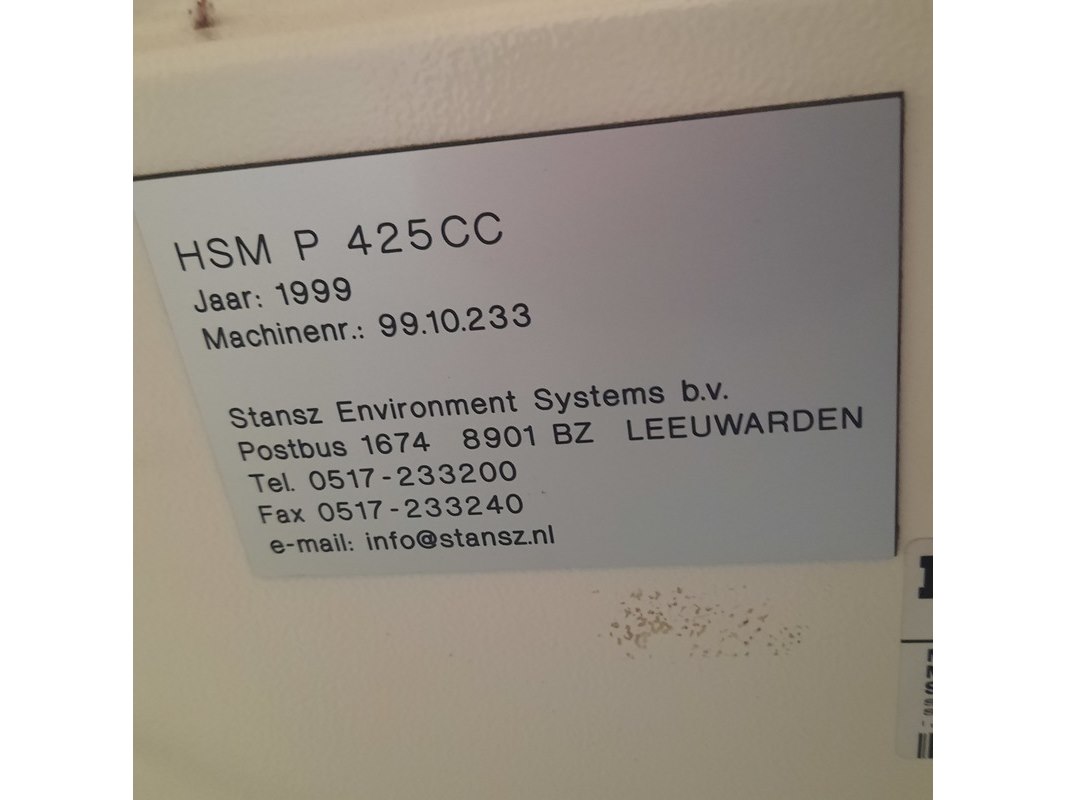 HSM P 425CC
Jaar: 1999
Machinenr.: 99.10.233
Stansz Environment Systems b.v.
Postbus 1674 8901 BZ LEEUWARDEN
Tel. 0517-233200
Fax 0517-233240
e-mail: info@stansz.nl